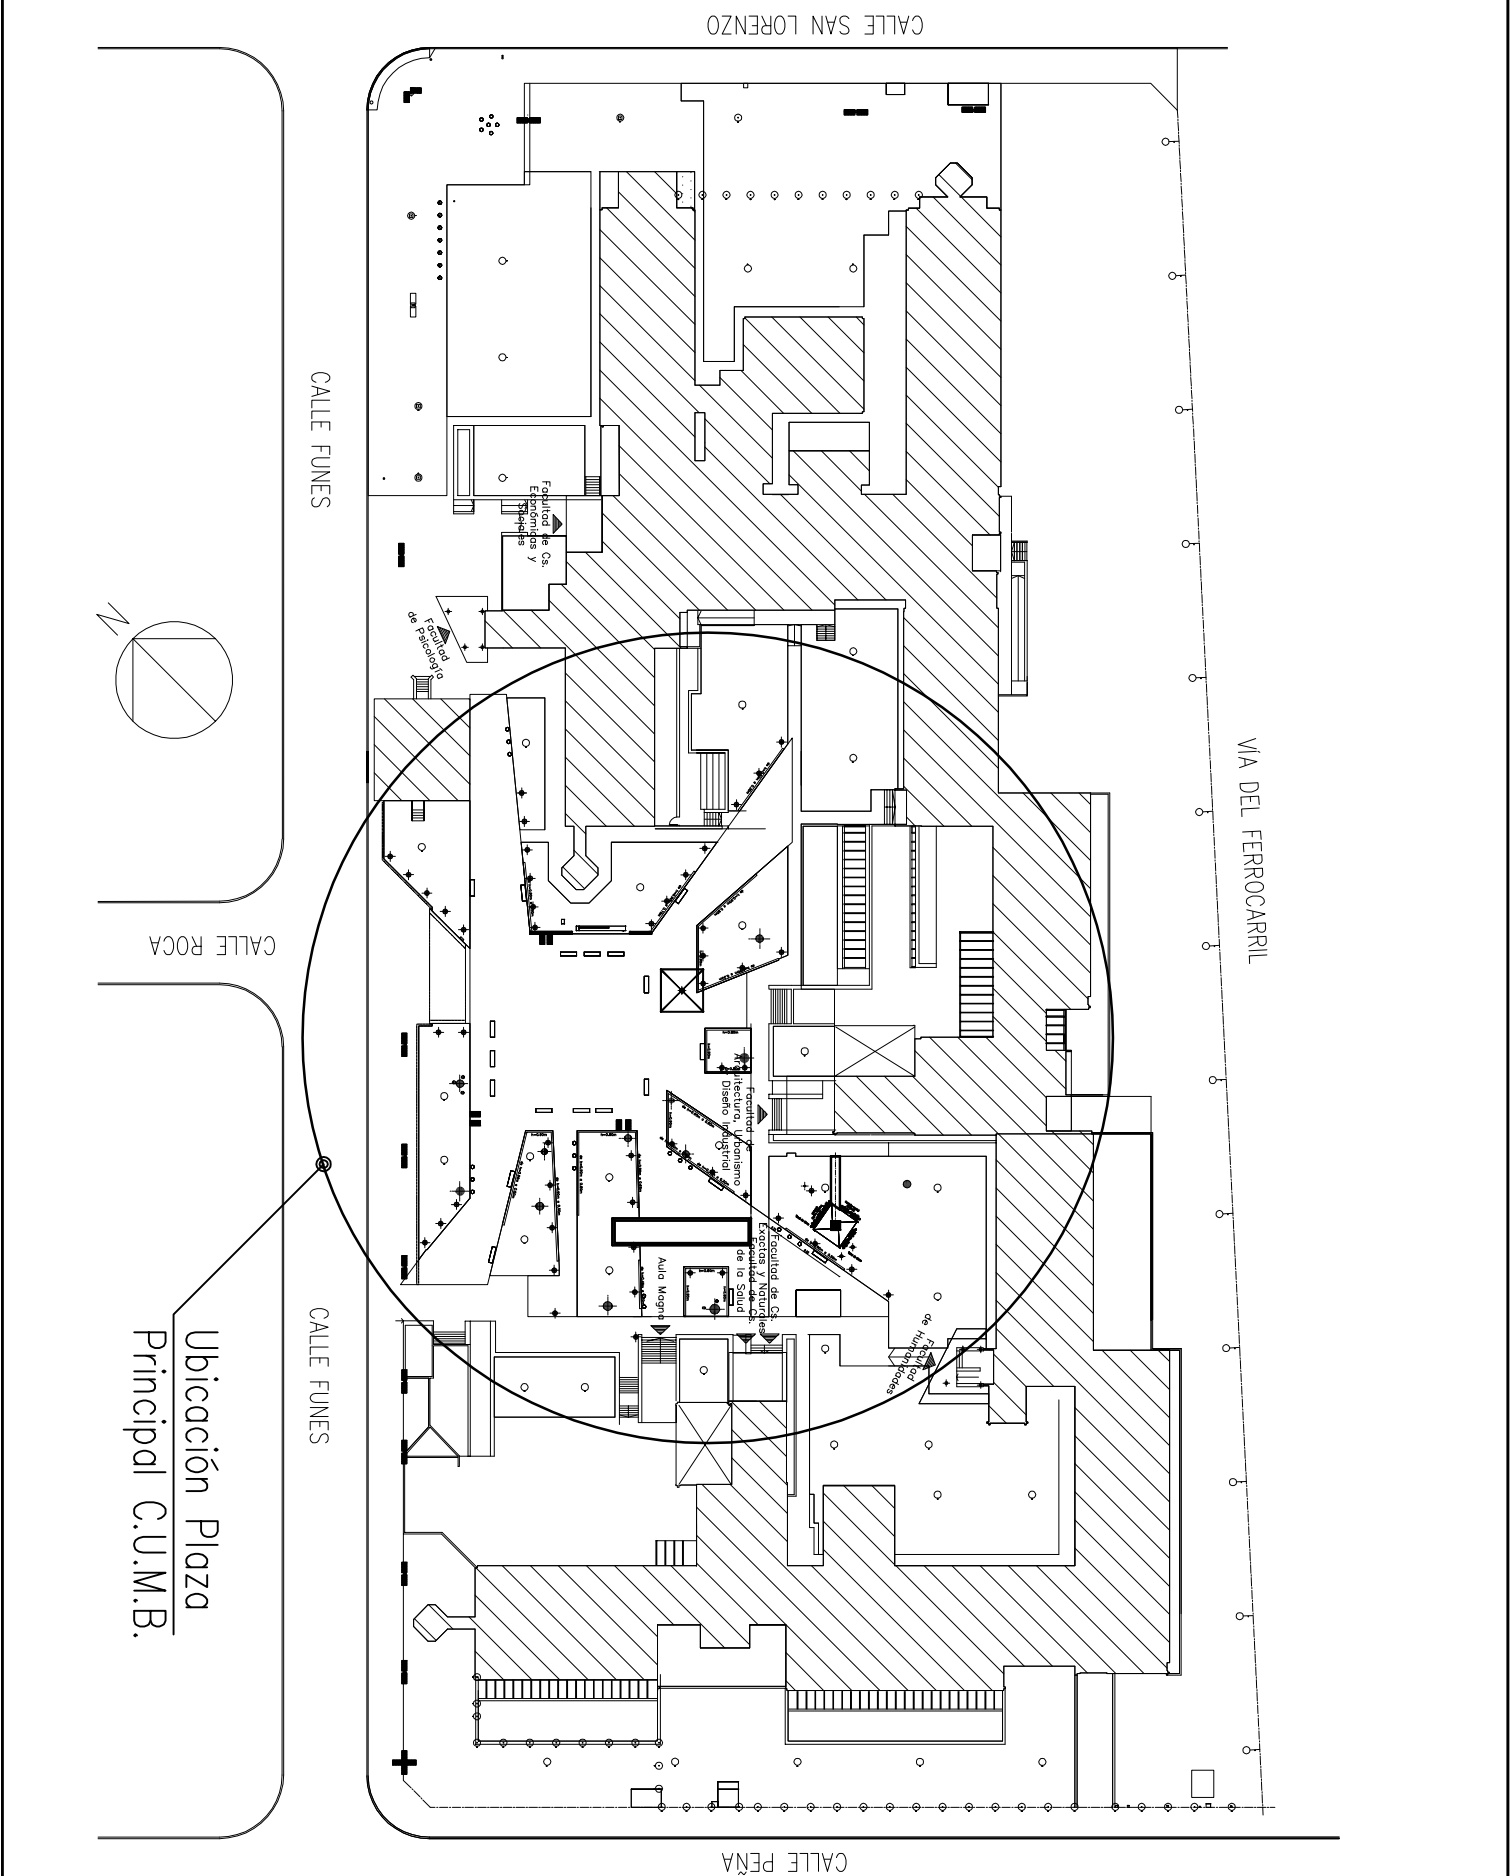 CALLE SAN LORENZO
CALLE FUNES
Facultad de Cs.
Económicas y
Sociales
Facultad
de Psicología
N
VÍA DEL FERROCARRIL
CALLE ROCA
Facultad de
Arquitectura, Urbanismo
y Diseño Industrial
Facultad de Cs.
Exactas y Naturales
Facultad de Cs.
de la Salud
Aula Magna
Facultad
de Humanidades
CALLE FUNES
Ubicación Plaza
Principal C.U.M.B.
CALLE PEÑA